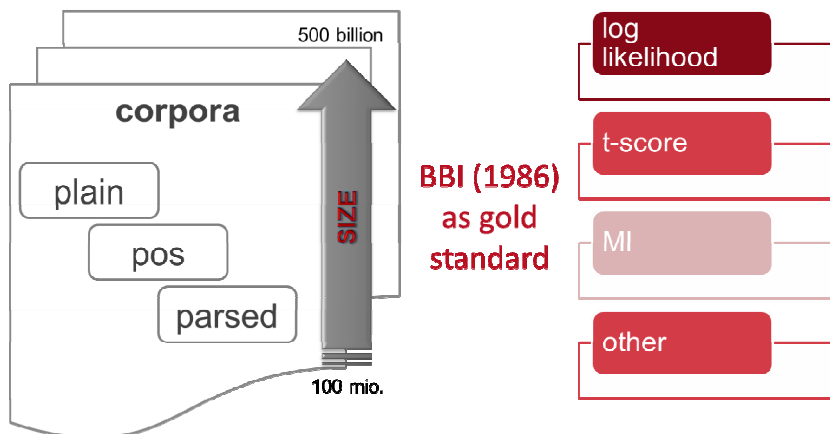 500 billion
corpora
plain
pos
parsed
SIZE
100 mio.
BBI (1986)
as gold
standard
log
likelihood
t-score
MI
other